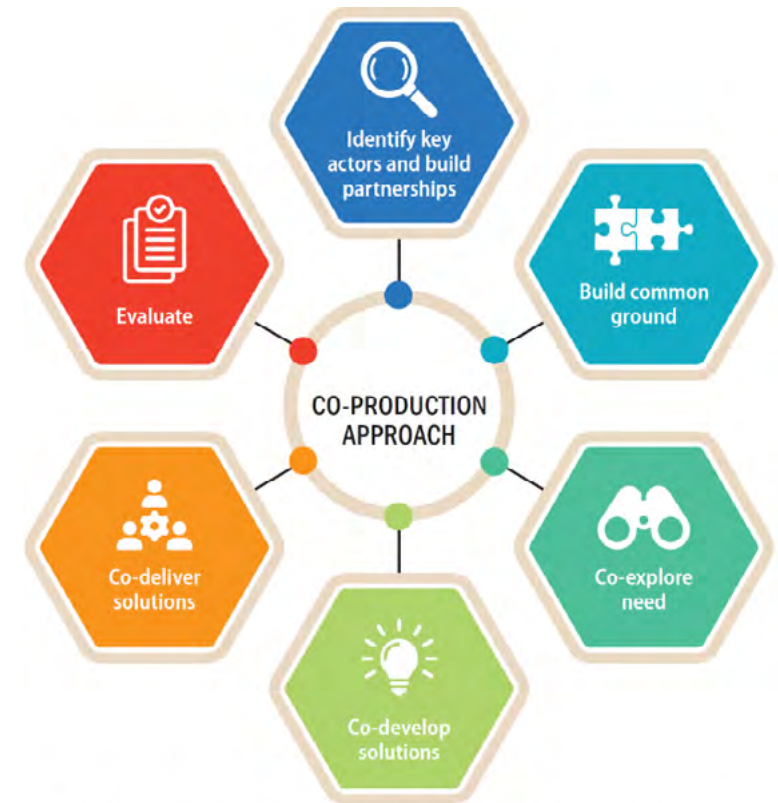 Identify key
actors and build
partnerships
Build common
ground
Co-explore
need
Co-develop
solutions
Co-deliver
solutions
Evaluate
CO-PRODUCTION
APPROACH